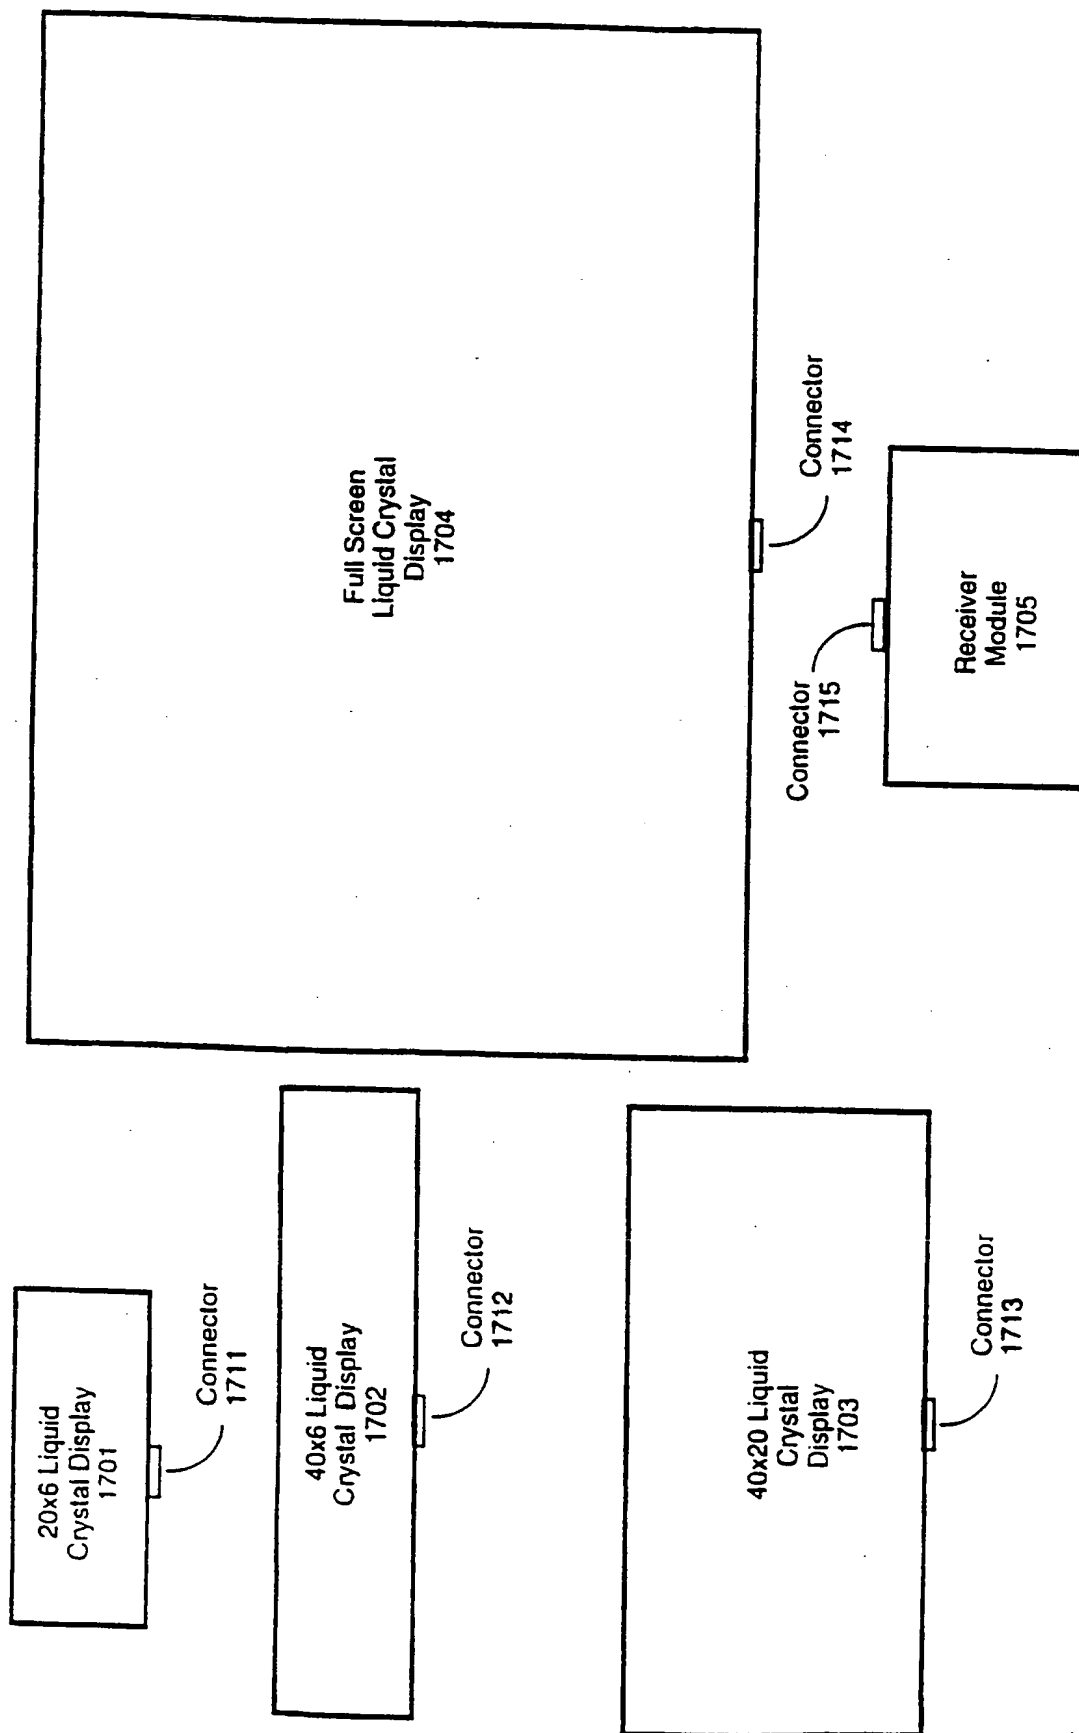 20x6 Liquid
Crystal Display
1701
Connector
1711
40x6 Liquid
Crystal Display
1702
Connector
1712
40x20 Liquid
Crystal
Display
1703
Connector
1713
Full Screen
Liquid Crystal
Display
1704
Connector
1714
Connector
1715
Receiver
Module
1705